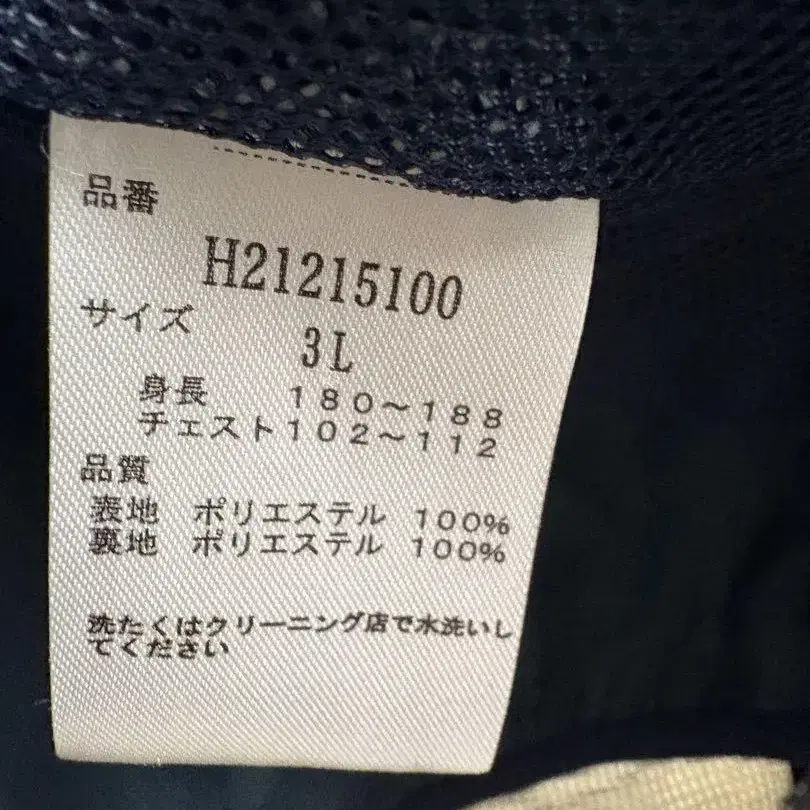 品番
H21215100
サイズ
3L
身長 180～188
チェスト102～112
品質
表地 ポリエステル 100%
裏地 ポリエステル 100%
洗たくはクリーニング店で水洗いし
てください